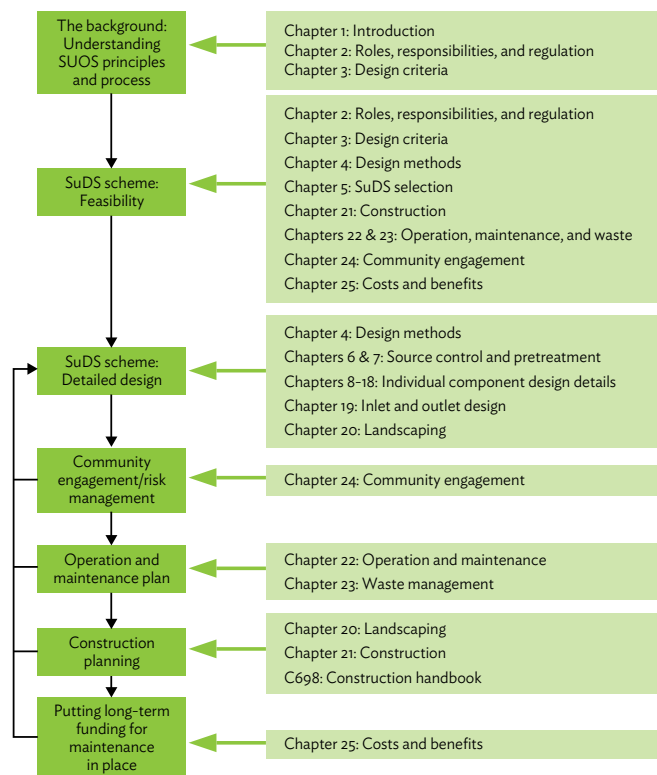 The background:
Understanding
SUOS principles
and process
Chapter 1: Introduction
Chapter 2: Roles, responsibilities, and regulation
Chapter 3: Design criteria
SuDS scheme:
Feasibility
Chapter 2: Roles, responsibilities, and regulation
Chapter 3: Design criteria
Chapter 4: Design methods
Chapter 5: SuDS selection
Chapter 21: Construction
Chapters 22 & 23: Operation, maintenance, and waste
Chapter 24: Community engagement
Chapter 25: Costs and benefits
SuDS scheme:
Detailed design
Chapter 4: Design methods
Chapters 6 & 7: Source control and pretreatment
Chapters 8–18: Individual component design details
Chapter 19: Inlet and outlet design
Chapter 20: Landscaping
Community
engagement/risk
management
Chapter 24: Community engagement
Operation and
maintenance plan
Chapter 22: Operation and maintenance
Chapter 23: Waste management
Construction
planning
Chapter 20: Landscaping
Chapter 21: Construction
C698: Construction handbook
Putting long-term
funding for
maintenance
in place
Chapter 25: Costs and benefits